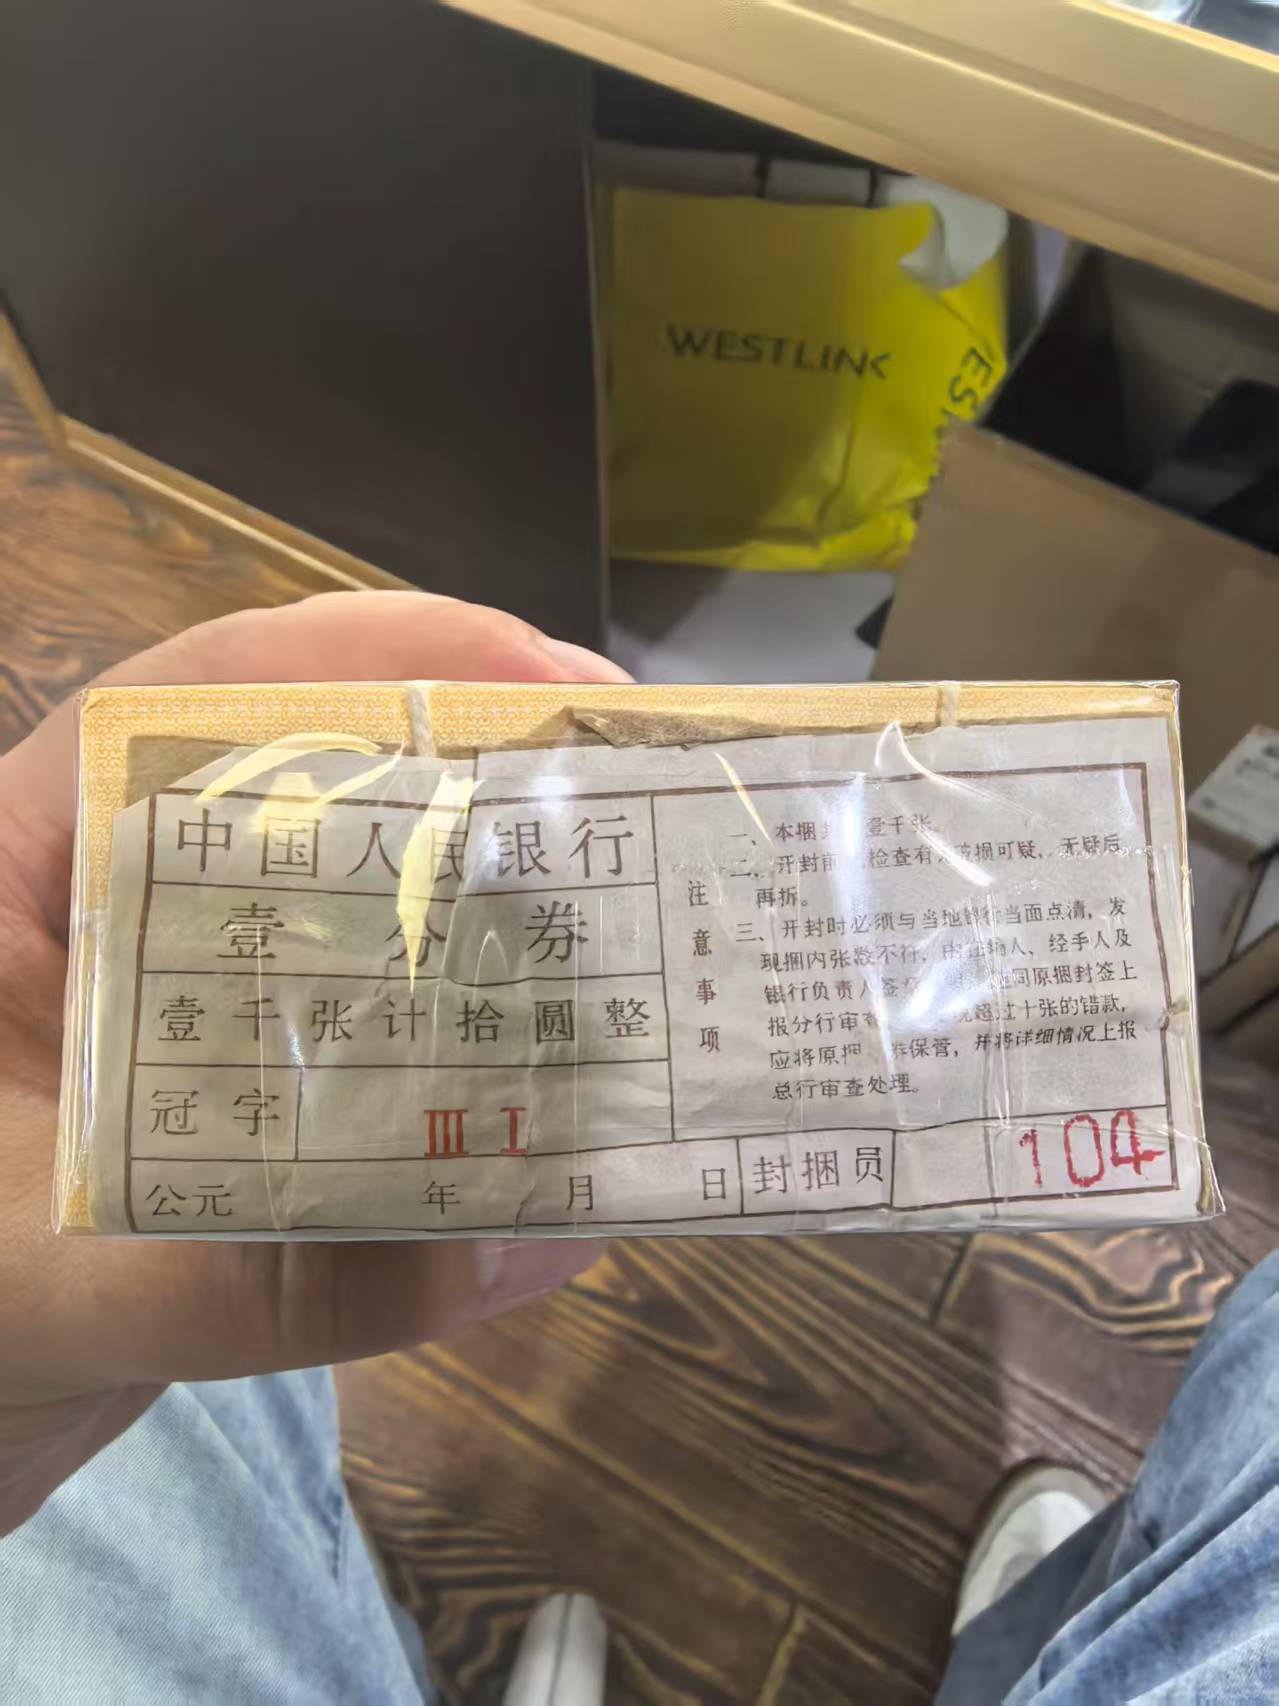 WESTLINK
ES
中国人民银行
壹分券
壹千张计拾圆整
冠字 III I
公元 年 月 日
封捆员 104
注意事项
一、本捆 壹千张
二、开封前 检查有 破损可疑，无疑后
再拆。
三、开封时必须与当地银行当面点清，发
现捆内张数不符， 人、经手人及
银行负责人签 同原捆封签上
报分行审查 超过十张的错款，
应将原捆 券保管，并将详细情况上报
总行审查处理。